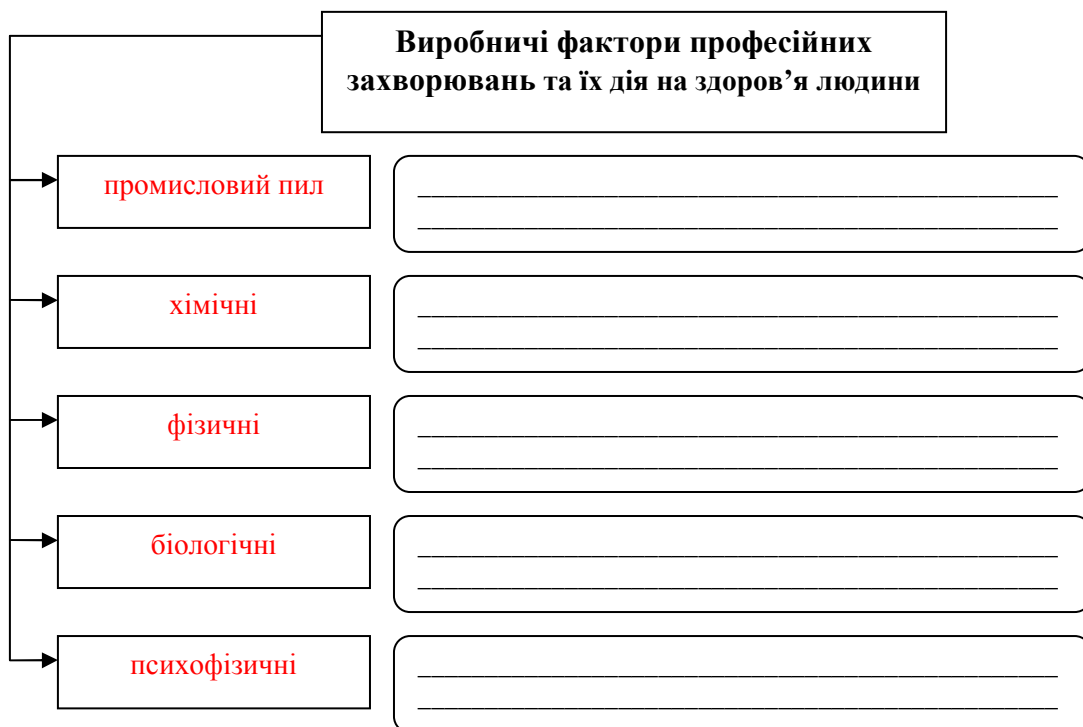 Виробничі фактори професійних
захворювань та їх дія на здоров’я людини
промисловий пил
хімічні
фізичні
біологічні
психофізичні